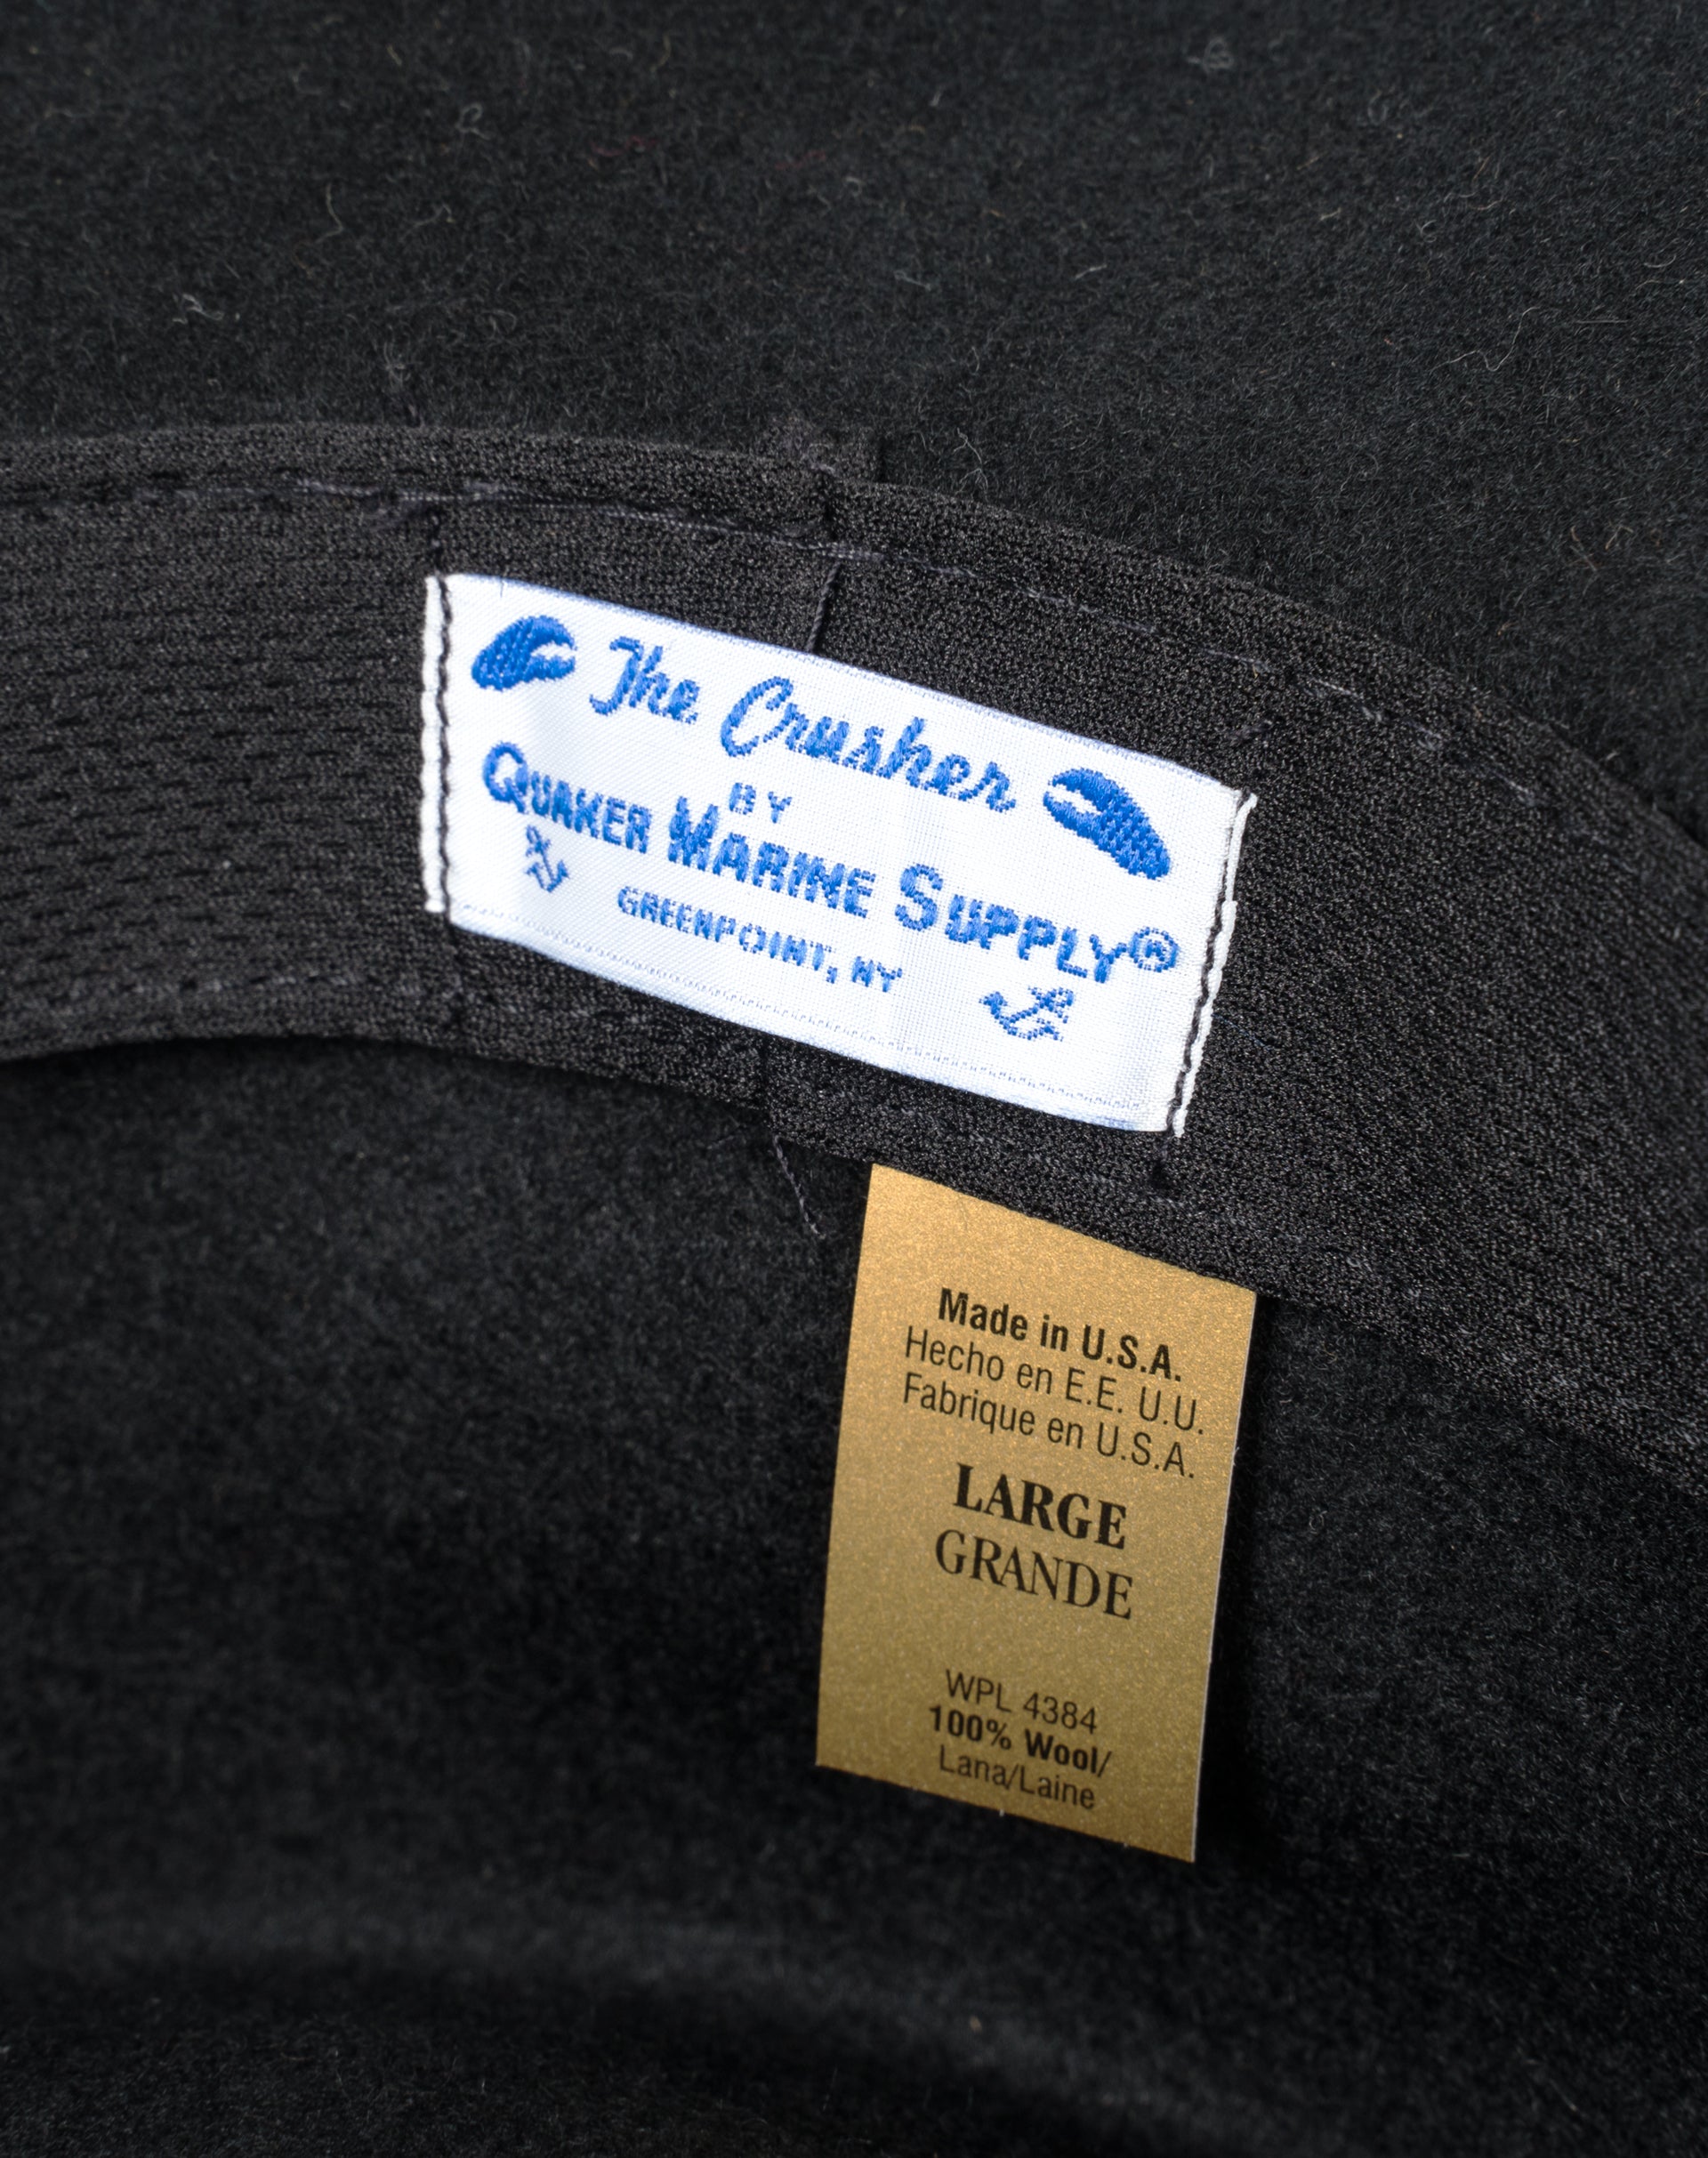 The Crusher
BY
QUAKER MARINE SUPPLY®
GREENPOINT, NY
Made in U.S.A.
Hecho en E.E. U.U.
Fabrique en U.S.A.
LARGE
GRANDE
WPL 4384
100% Wool/
Lana/Laine